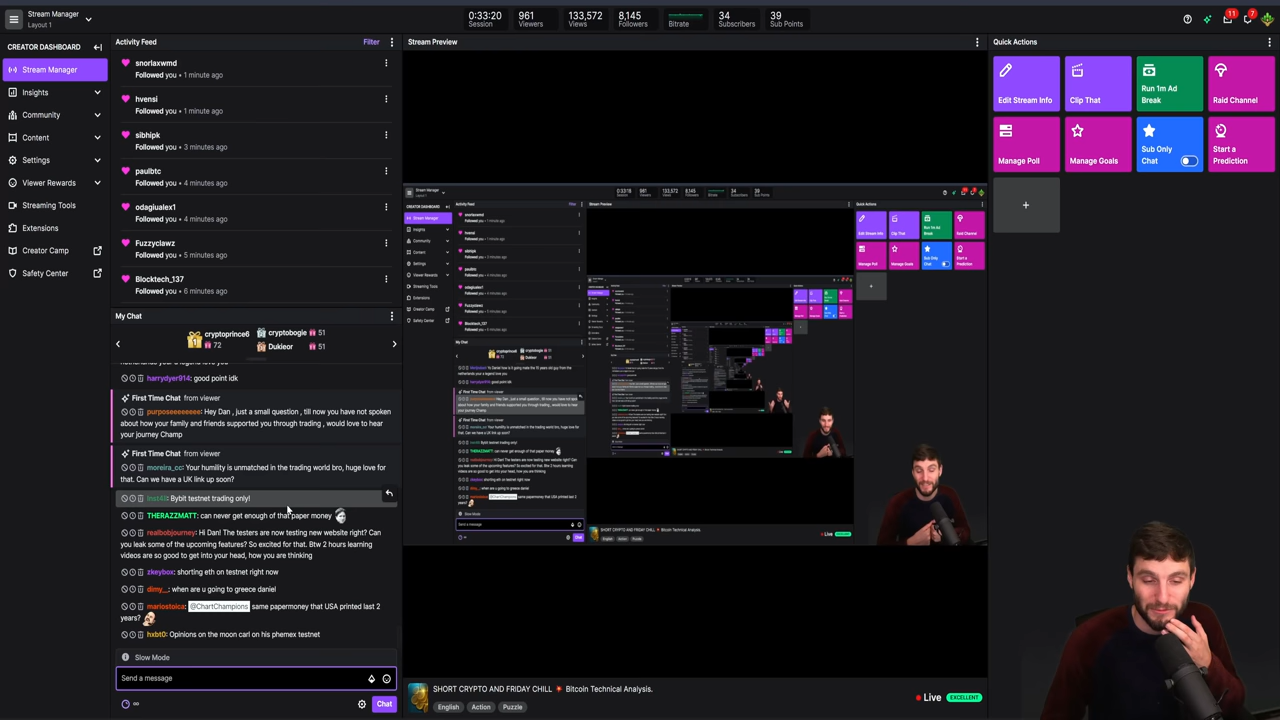 Stream Manager
Layout 1
0:33:20
Session
961
Viewers
133,572
Views
8,145
Followers
Bitrate
34
Subscribers
39
Sub Points
11
7
CREATOR DASHBOARD
Stream Manager
Insights
Community
Content
Settings
Viewer Rewards
Streaming Tools
Extensions
Creator Camp
Safety Center
Activity Feed
Filter
snorlaxwmd
Followed you • 1 minute ago
hvensi
Followed you • 1 minute ago
sibhipk
Followed you • 3 minute ago
paulbtc
Followed you • 4 minute ago
odagiualex1
Followed you • 4 minute ago
Fuzzyclawz
Followed you • 5 minute ago
Blocktech_137
Followed you • 6 minute ago
My Chat
cryptoprince6
72
cryptobogie 51
Dukieor 51
harrydyer914: good point idk
First Time Chat from viewer
purposeeeeeeee: Hey Dan , just a small question , till now you have not spoken
about how your family and friends supported you through trading , would love to hear
your journey Champ
First Time Chat from viewer
moreira_cc: Your humility is unmatched in the trading world bro, huge love for
that. Can we have a UK link up soon?
Bybit testnet trading only!
THERAZZMATT: can never get enough of that paper money
realbobjourney: Hi Dan! The testers are now testing new website right? Can
you leak some of the upcoming features? So excited for that. Btw 2 hours learning
videos are so good to get into your head, how you are thinking
zkeybox: shorting eth on testnet right now
dimy_: when are u going to greece daniel
mariostoica: @ChartChampions same papermoney that USA printed last 2
years?
hxbt0: Opinions on the moon carl on his phemex testnet
Slow Mode
Send a message
Chat
Stream Preview
SHORT CRYPTO AND FRIDAY CHILL Bitcoin Technical Analysis.
English
Action
Puzzle
Live
EXCELLENT
Quick Actions
Edit Stream Info
Clip That
Run 1m Ad
Break
Raid Channel
Manage Poll
Manage Goals
Sub Only
Chat
Start a
Prediction